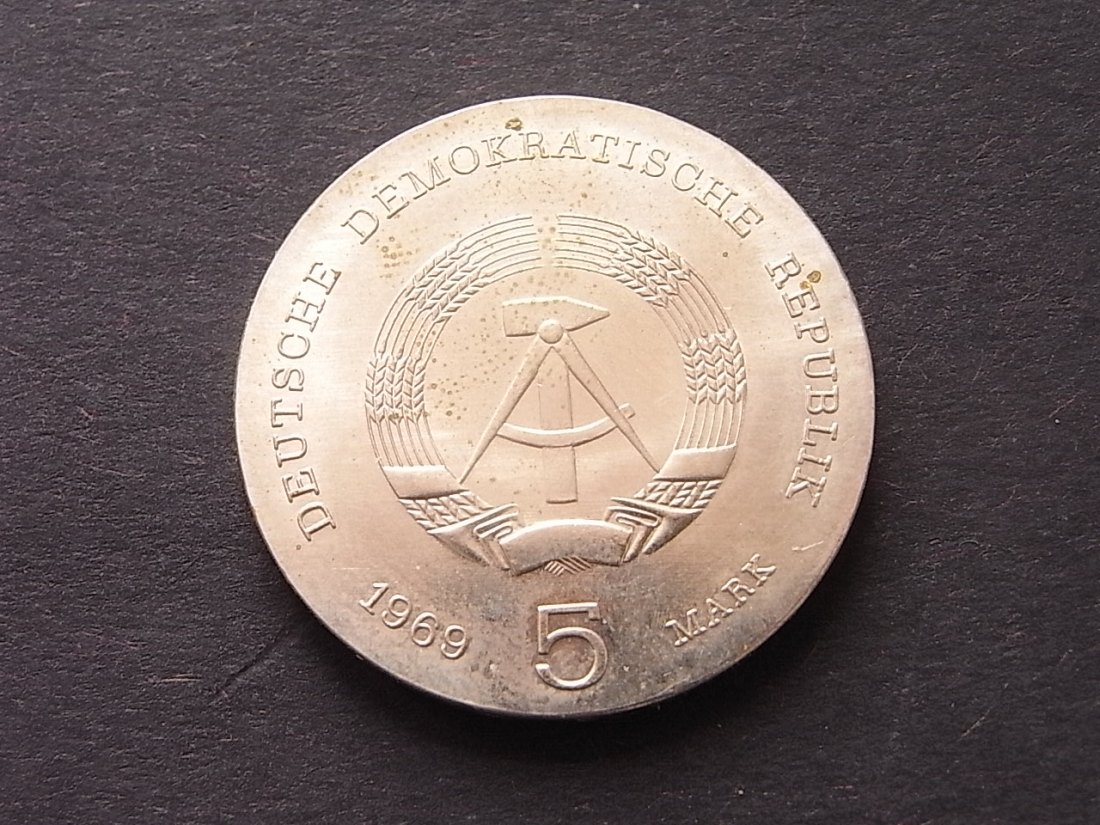 DEUTSCHE DEMOKRATISCHE REPUBLIK
1969 5 MARK